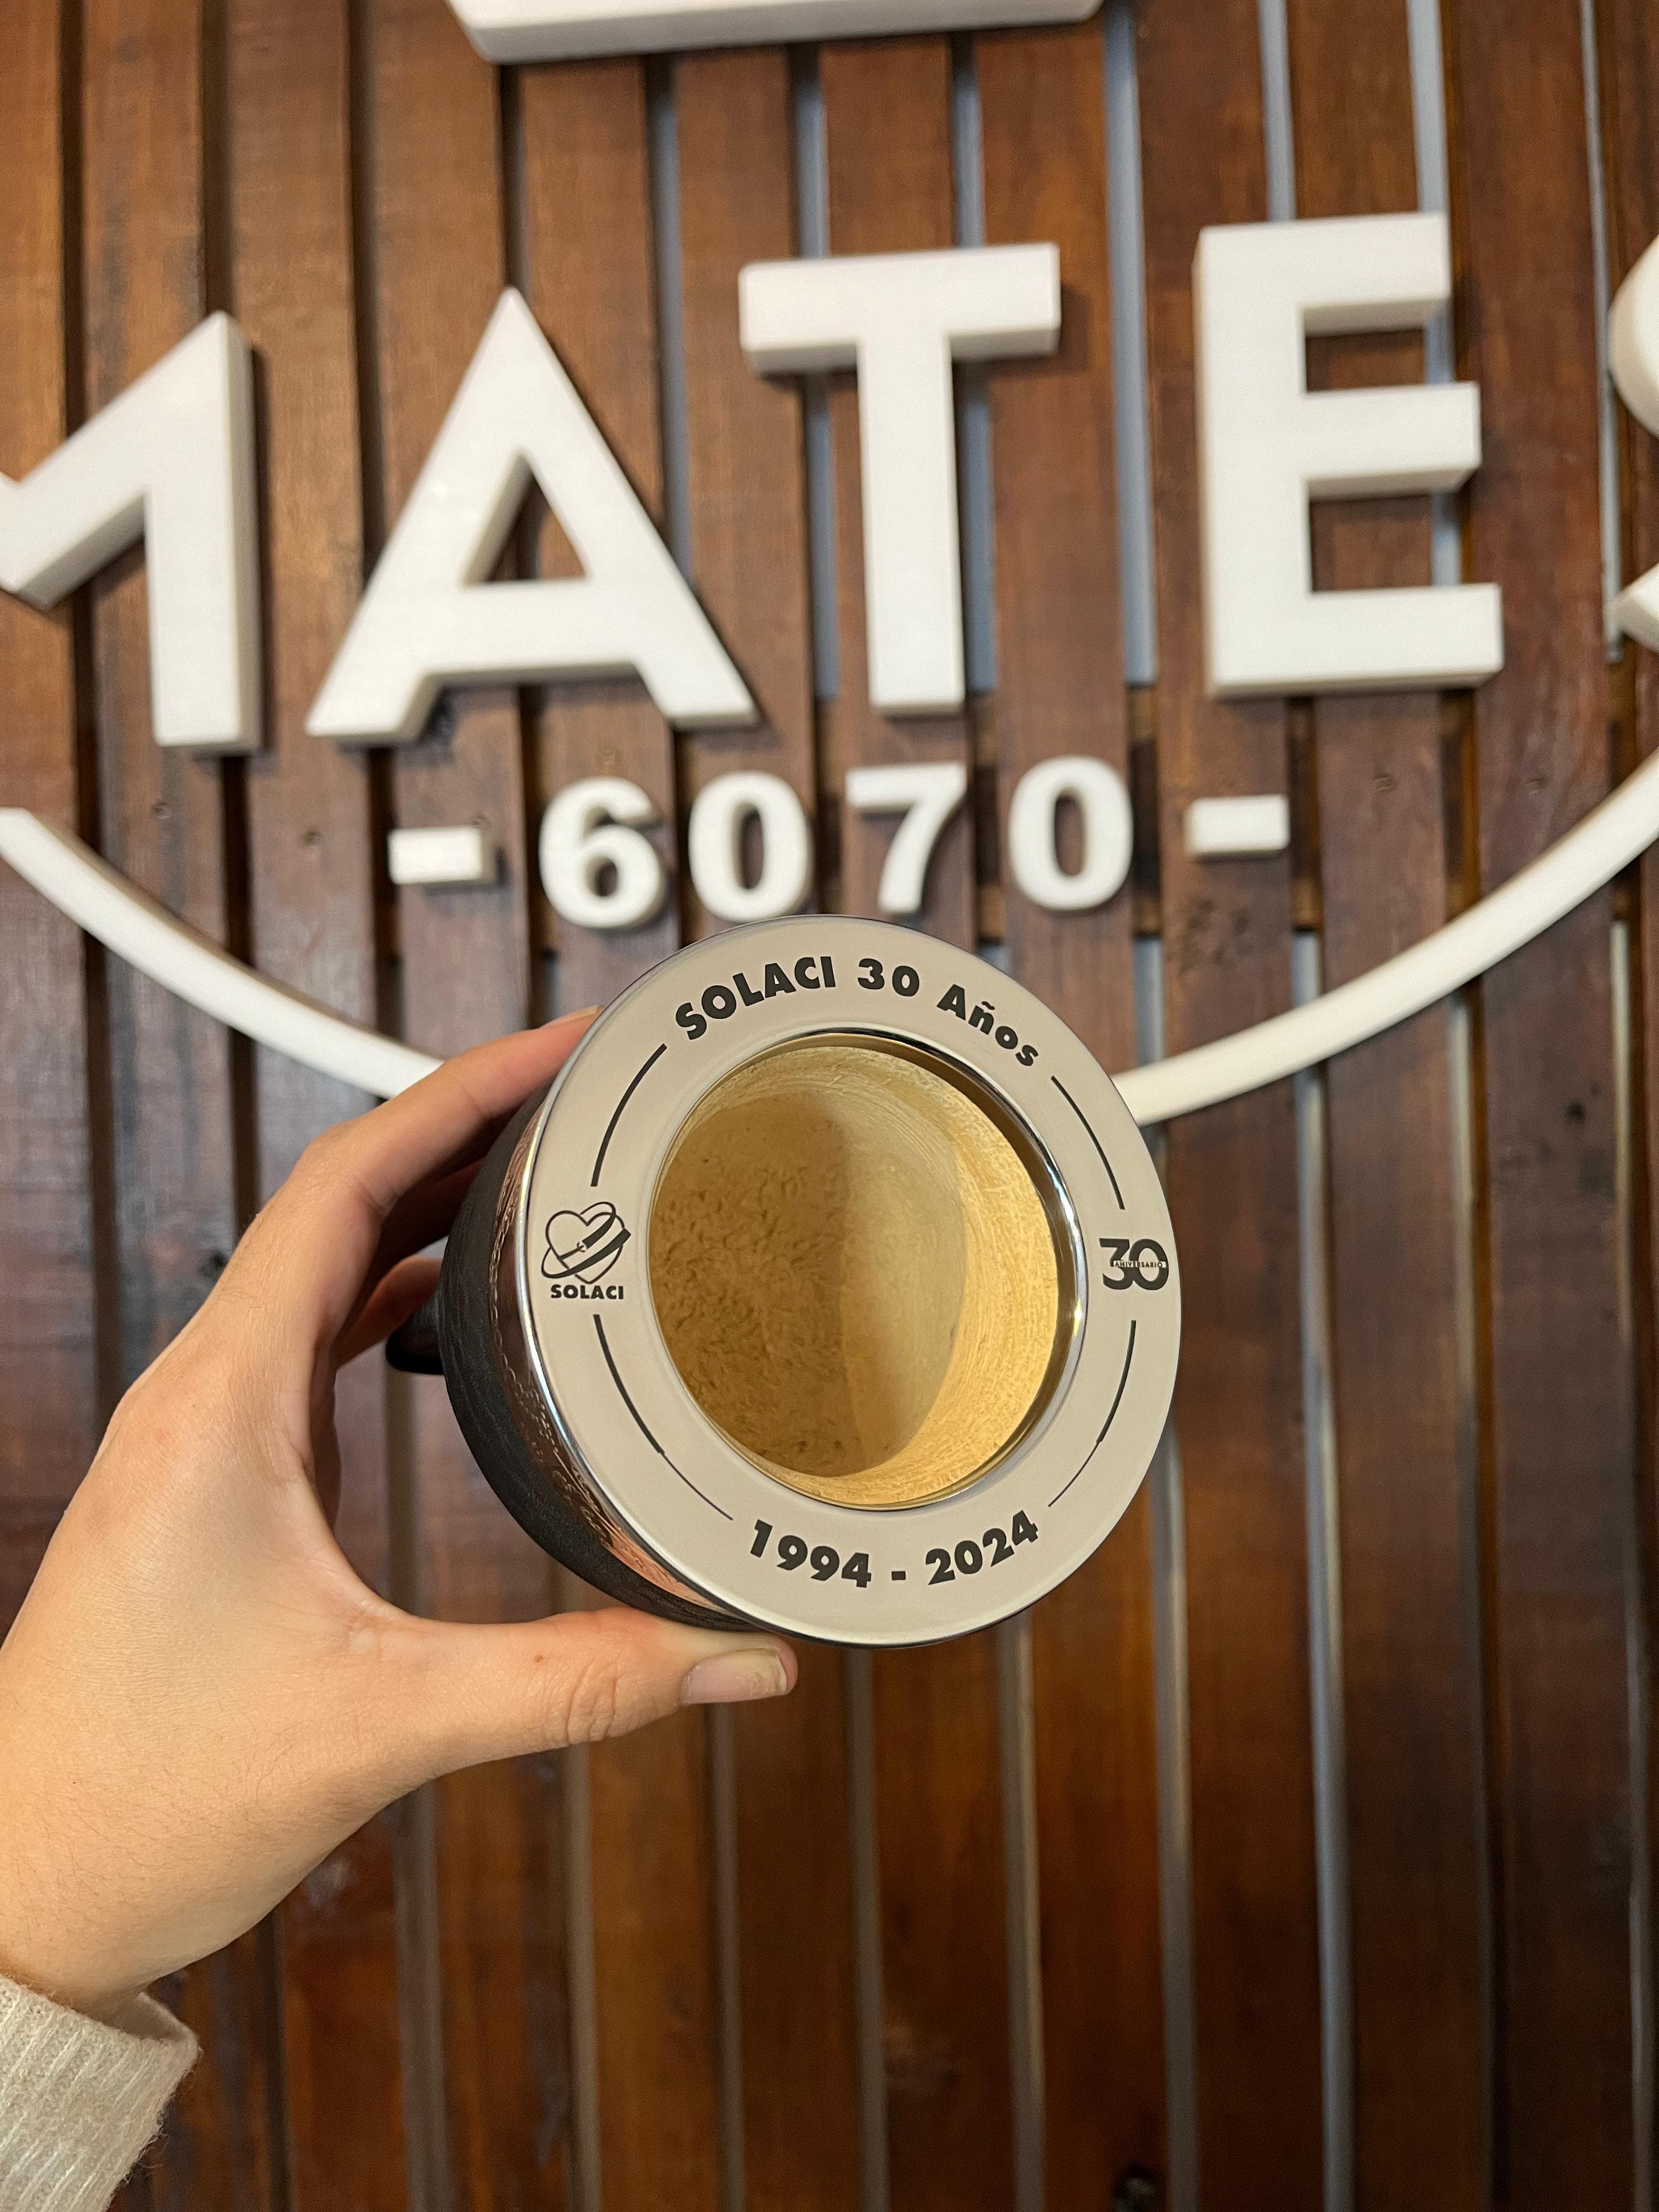 MATES
- 6070 -
SOLACI 30 Años
SOLACI
30
ANIVERSARIO
1994 - 2024